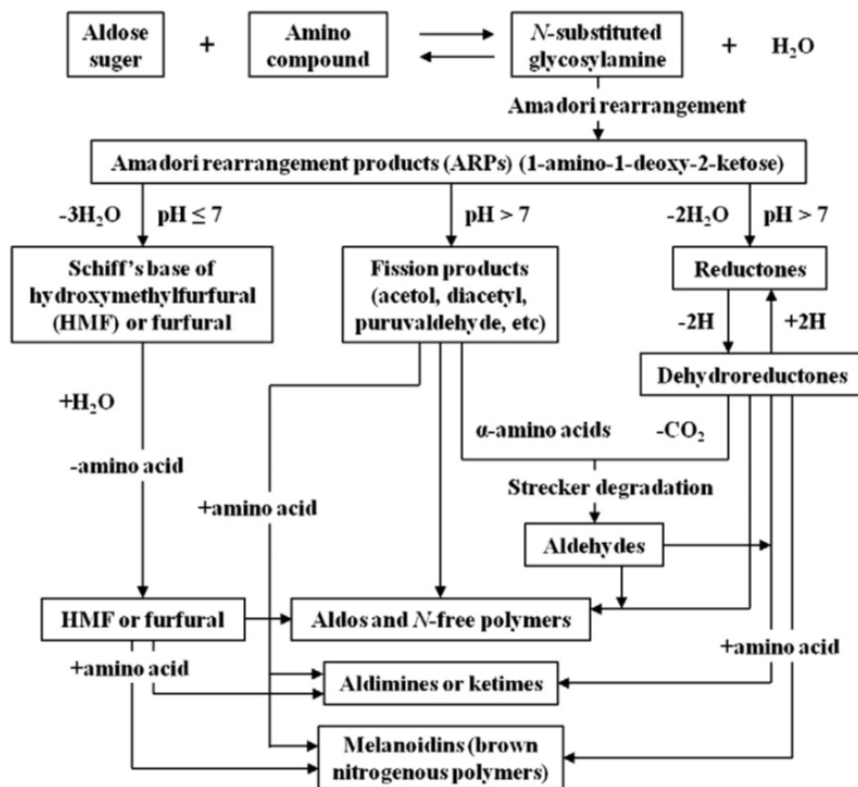 Aldose
suger
+
Amino
compound
N-substituted
glycosylamine
+
H₂O
Amadori rearrangement
Amadori rearrangement products (ARPs) (1-amino-1-deoxy-2-ketose)
-3H₂O
pH ≤ 7
pH > 7
-2H₂O
pH > 7
Schiff's base of
hydroxymethylfurfural
(HMF) or furfural
Fission products
(acetol, diacetyl,
puruvaldehyde, etc)
Reductones
-2H
+2H
Dehydroreductones
+H₂O
α-amino acids
-CO₂
-amino acid
Strecker degradation
+amino acid
Aldehydes
HMF or furfural
Aldos and N-free polymers
+amino acid
+amino acid
Aldimines or ketimes
Melanoidins (brown
nitrogenous polymers)